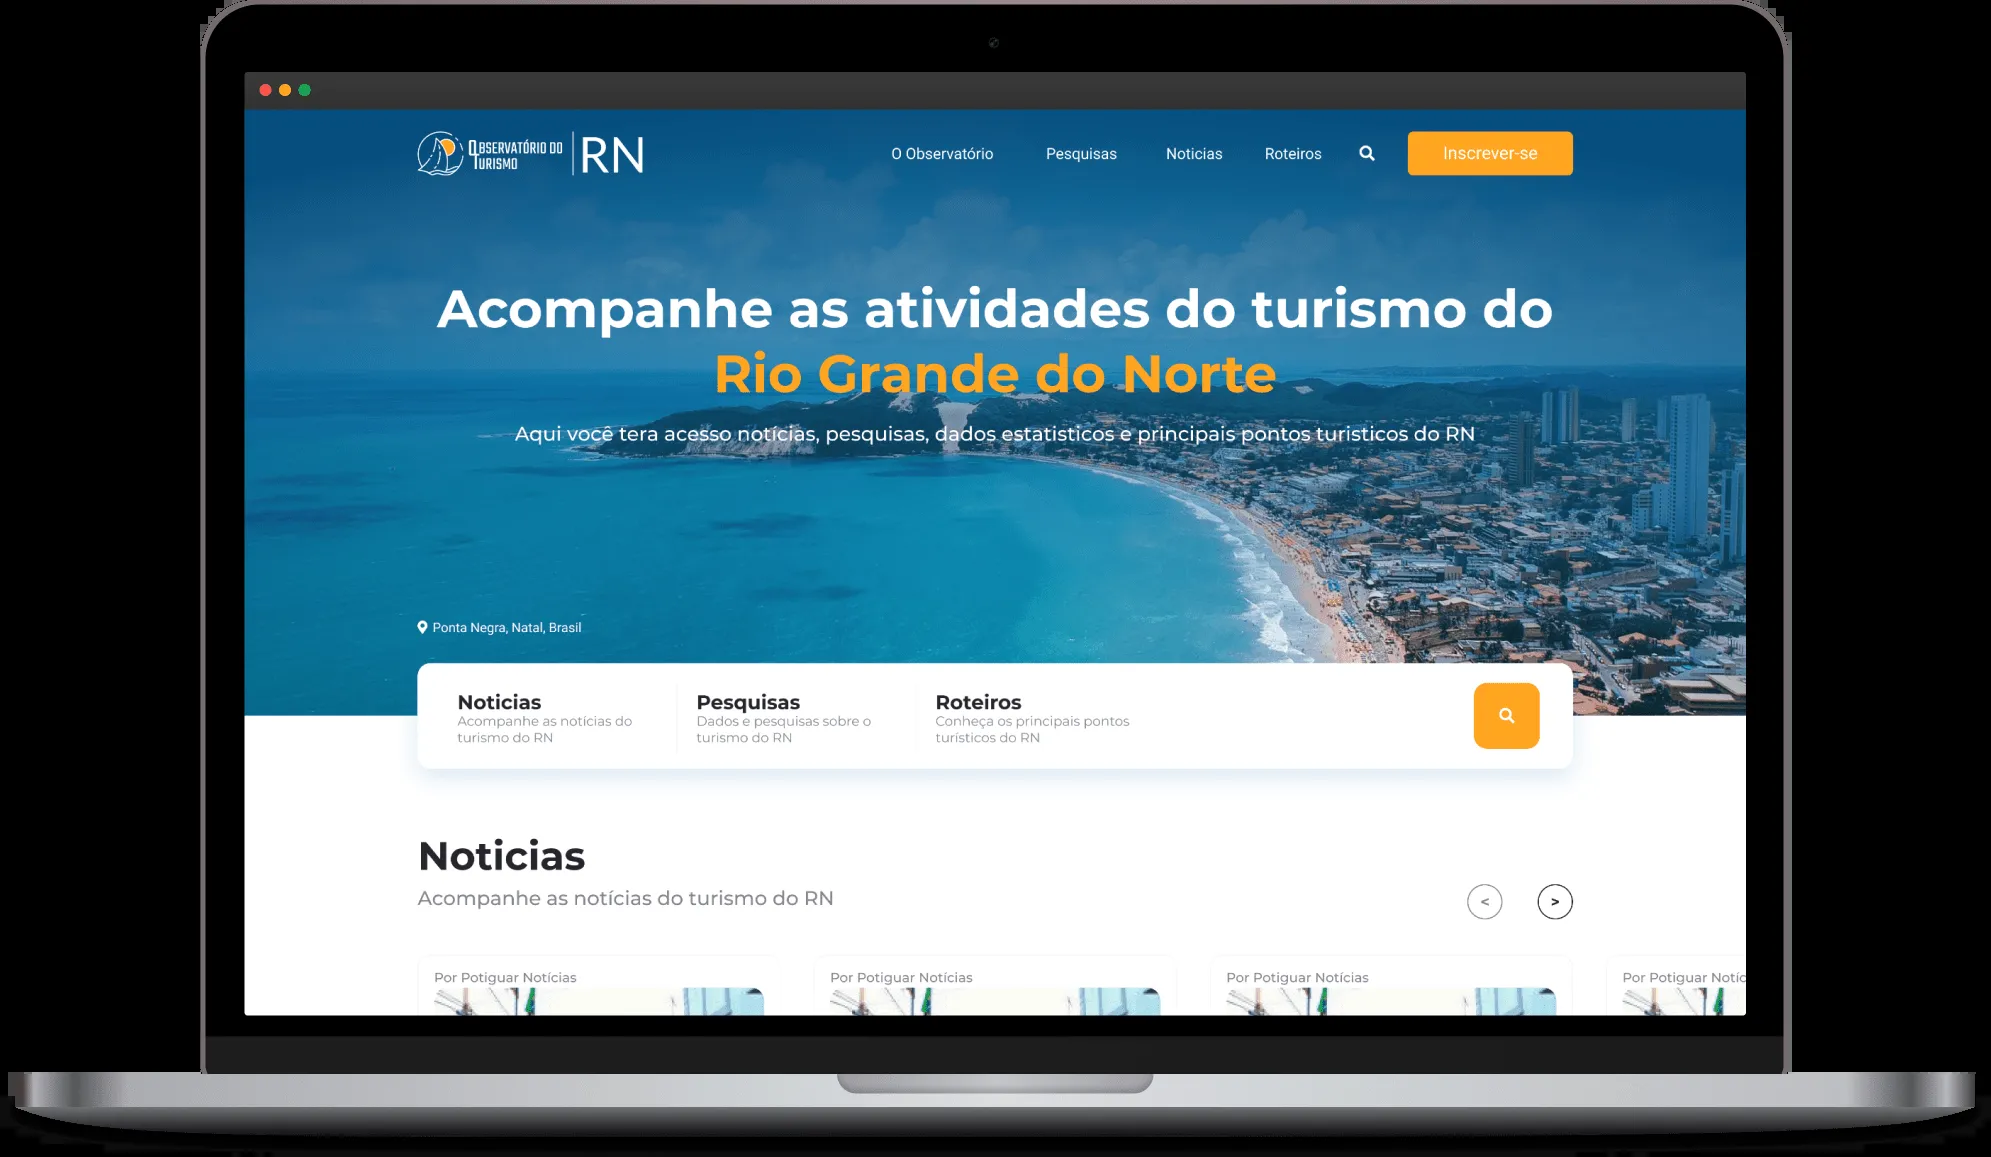 OBSERVATÓRIO DO
TURISMO
RN
O Observatório
Pesquisas
Noticias
Roteiros
Inscrever-se
Acompanhe as atividades do turismo do
Rio Grande do Norte
Aqui você tera acesso notícias, pesquisas, dados estatisticos e principais pontos turisticos do RN
Ponta Negra, Natal, Brasil
Noticias
Acompanhe as notícias do
turismo do RN
Pesquisas
Dados e pesquisas sobre o
turismo do RN
Roteiros
Conheça os principais pontos
turísticos do RN
Noticias
Acompanhe as notícias do turismo do RN
<
>
Por Potiguar Notícias
Por Potiguar Notícias
Por Potiguar Notícias
Por Potiguar Notíc